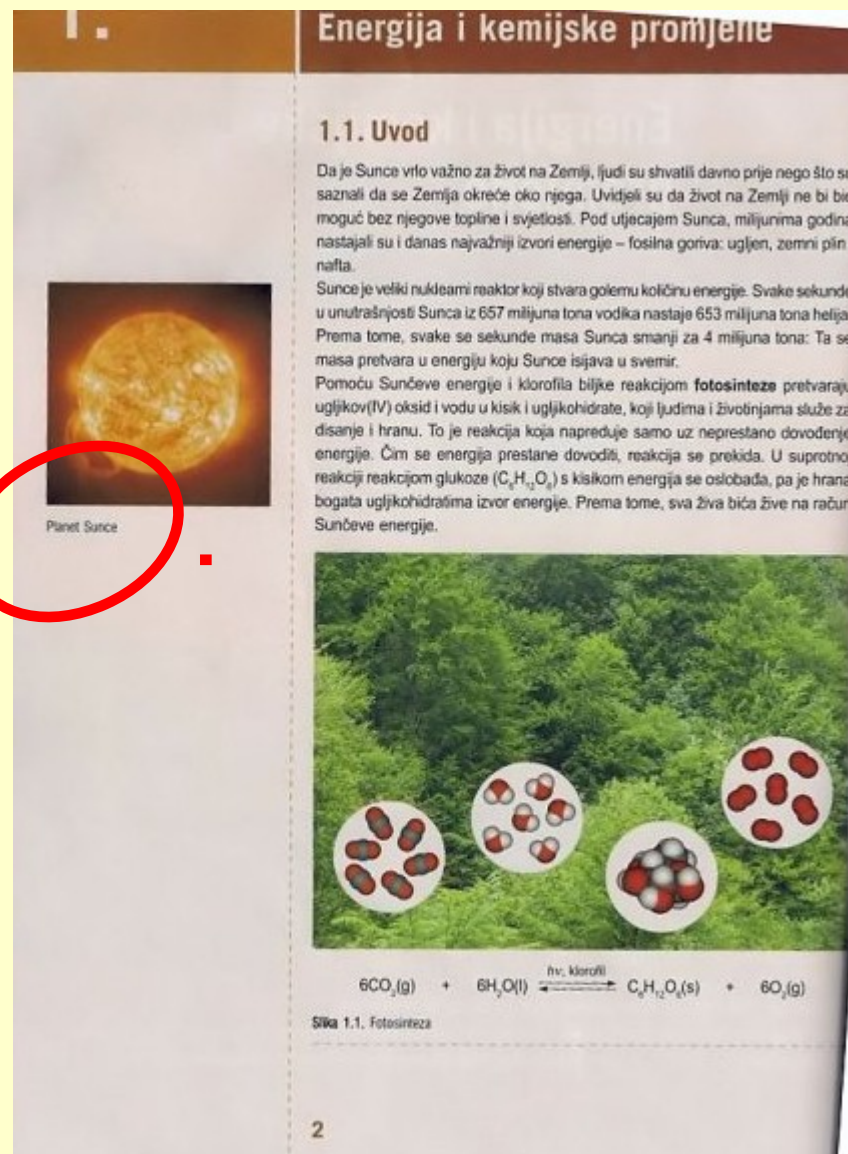 1.
Energija i kemijske promjene
1.1. Uvod
Da je Sunce vrlo važno za život na Zemlji, ljudi su shvatili davno prije nego što su
saznali da se Zemlja okreće oko njega. Uvidjeli su da život na Zemlji ne bi bio
moguć bez njegove topline i svjetlosti. Pod utjecajem Sunca, milijunima godina
nastajali su i danas najvažniji izvori energije – fosilna goriva: ugljen, zemni plin
nafta.
Sunce je veliki nuklearni reaktor koji stvara golemu količinu energije. Svake sekunde
u unutrašnjosti Sunca iz 657 milijuna tona vodika nastaje 653 milijuna tona helija.
Prema tome, svake se sekunde masa Sunca smanji za 4 milijuna tona: Ta se
masa pretvara u energiju koju Sunce isijava u svemir.
Pomoću Sunčeve energije i klorofila biljke reakcijom fotosinteze pretvaraju
ugljikov(IV) oksid i vodu u kisik i ugljikohidrate, koji ljudima i životinjama služe za
disanje i hranu. To je reakcija koja napreduje samo uz neprestano dovođenje
energije. Čim se energija prestane dovoditi, reakcija se prekida. U suprotnoj
reakciji reakcijom glukoze (C₆H₁₂O₆) s kisikom energija se oslobađa, pa je hrana
bogata ugljikohidratima izvor energije. Prema tome, sva živa bića žive na račun
Sunčeve energije.
Planet Sunce
hν, klorofil
6CO₂(g) + 6H₂O(l) ⇌ C₆H₁₂O₆(s) + 6O₂(g)
Slika 1.1. Fotosinteza
2